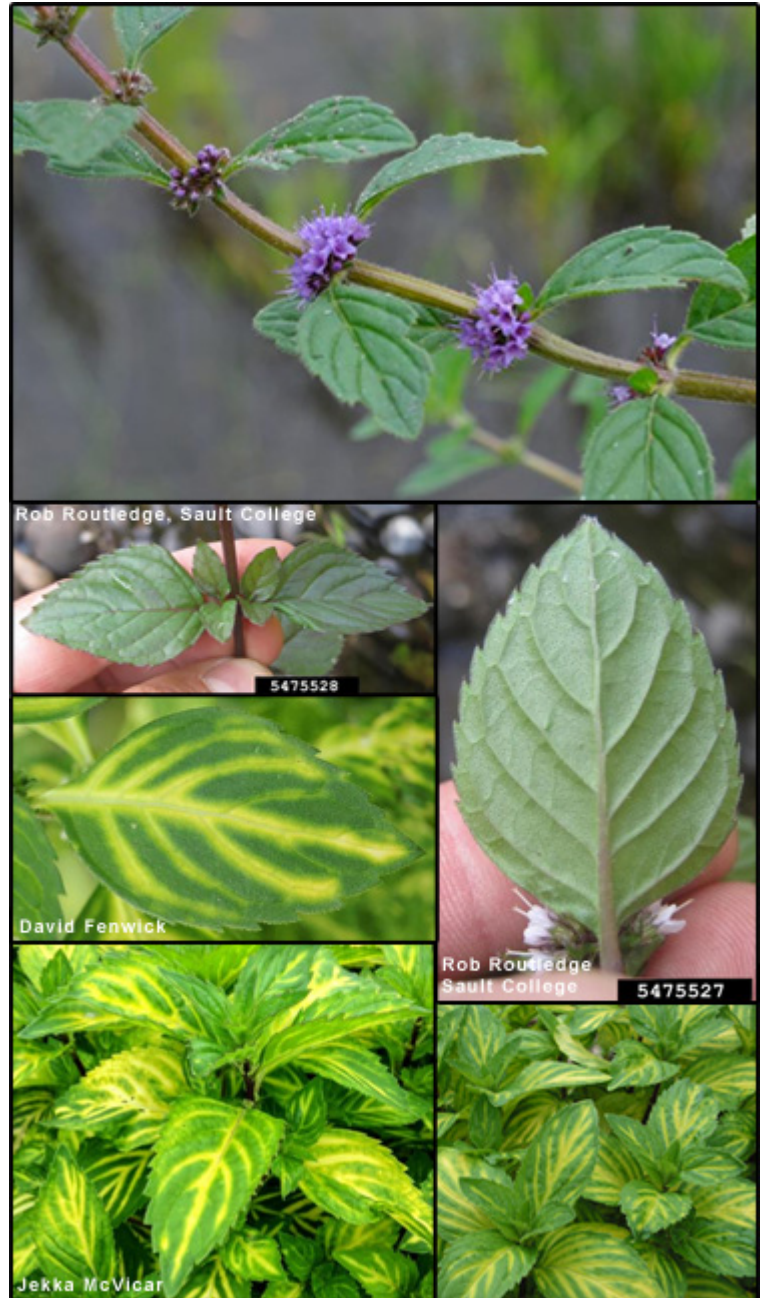 Rob Routledge, Sault College
5475528
David Fenwick
Rob Routledge
Sault College
5475527
Jekka McVicar